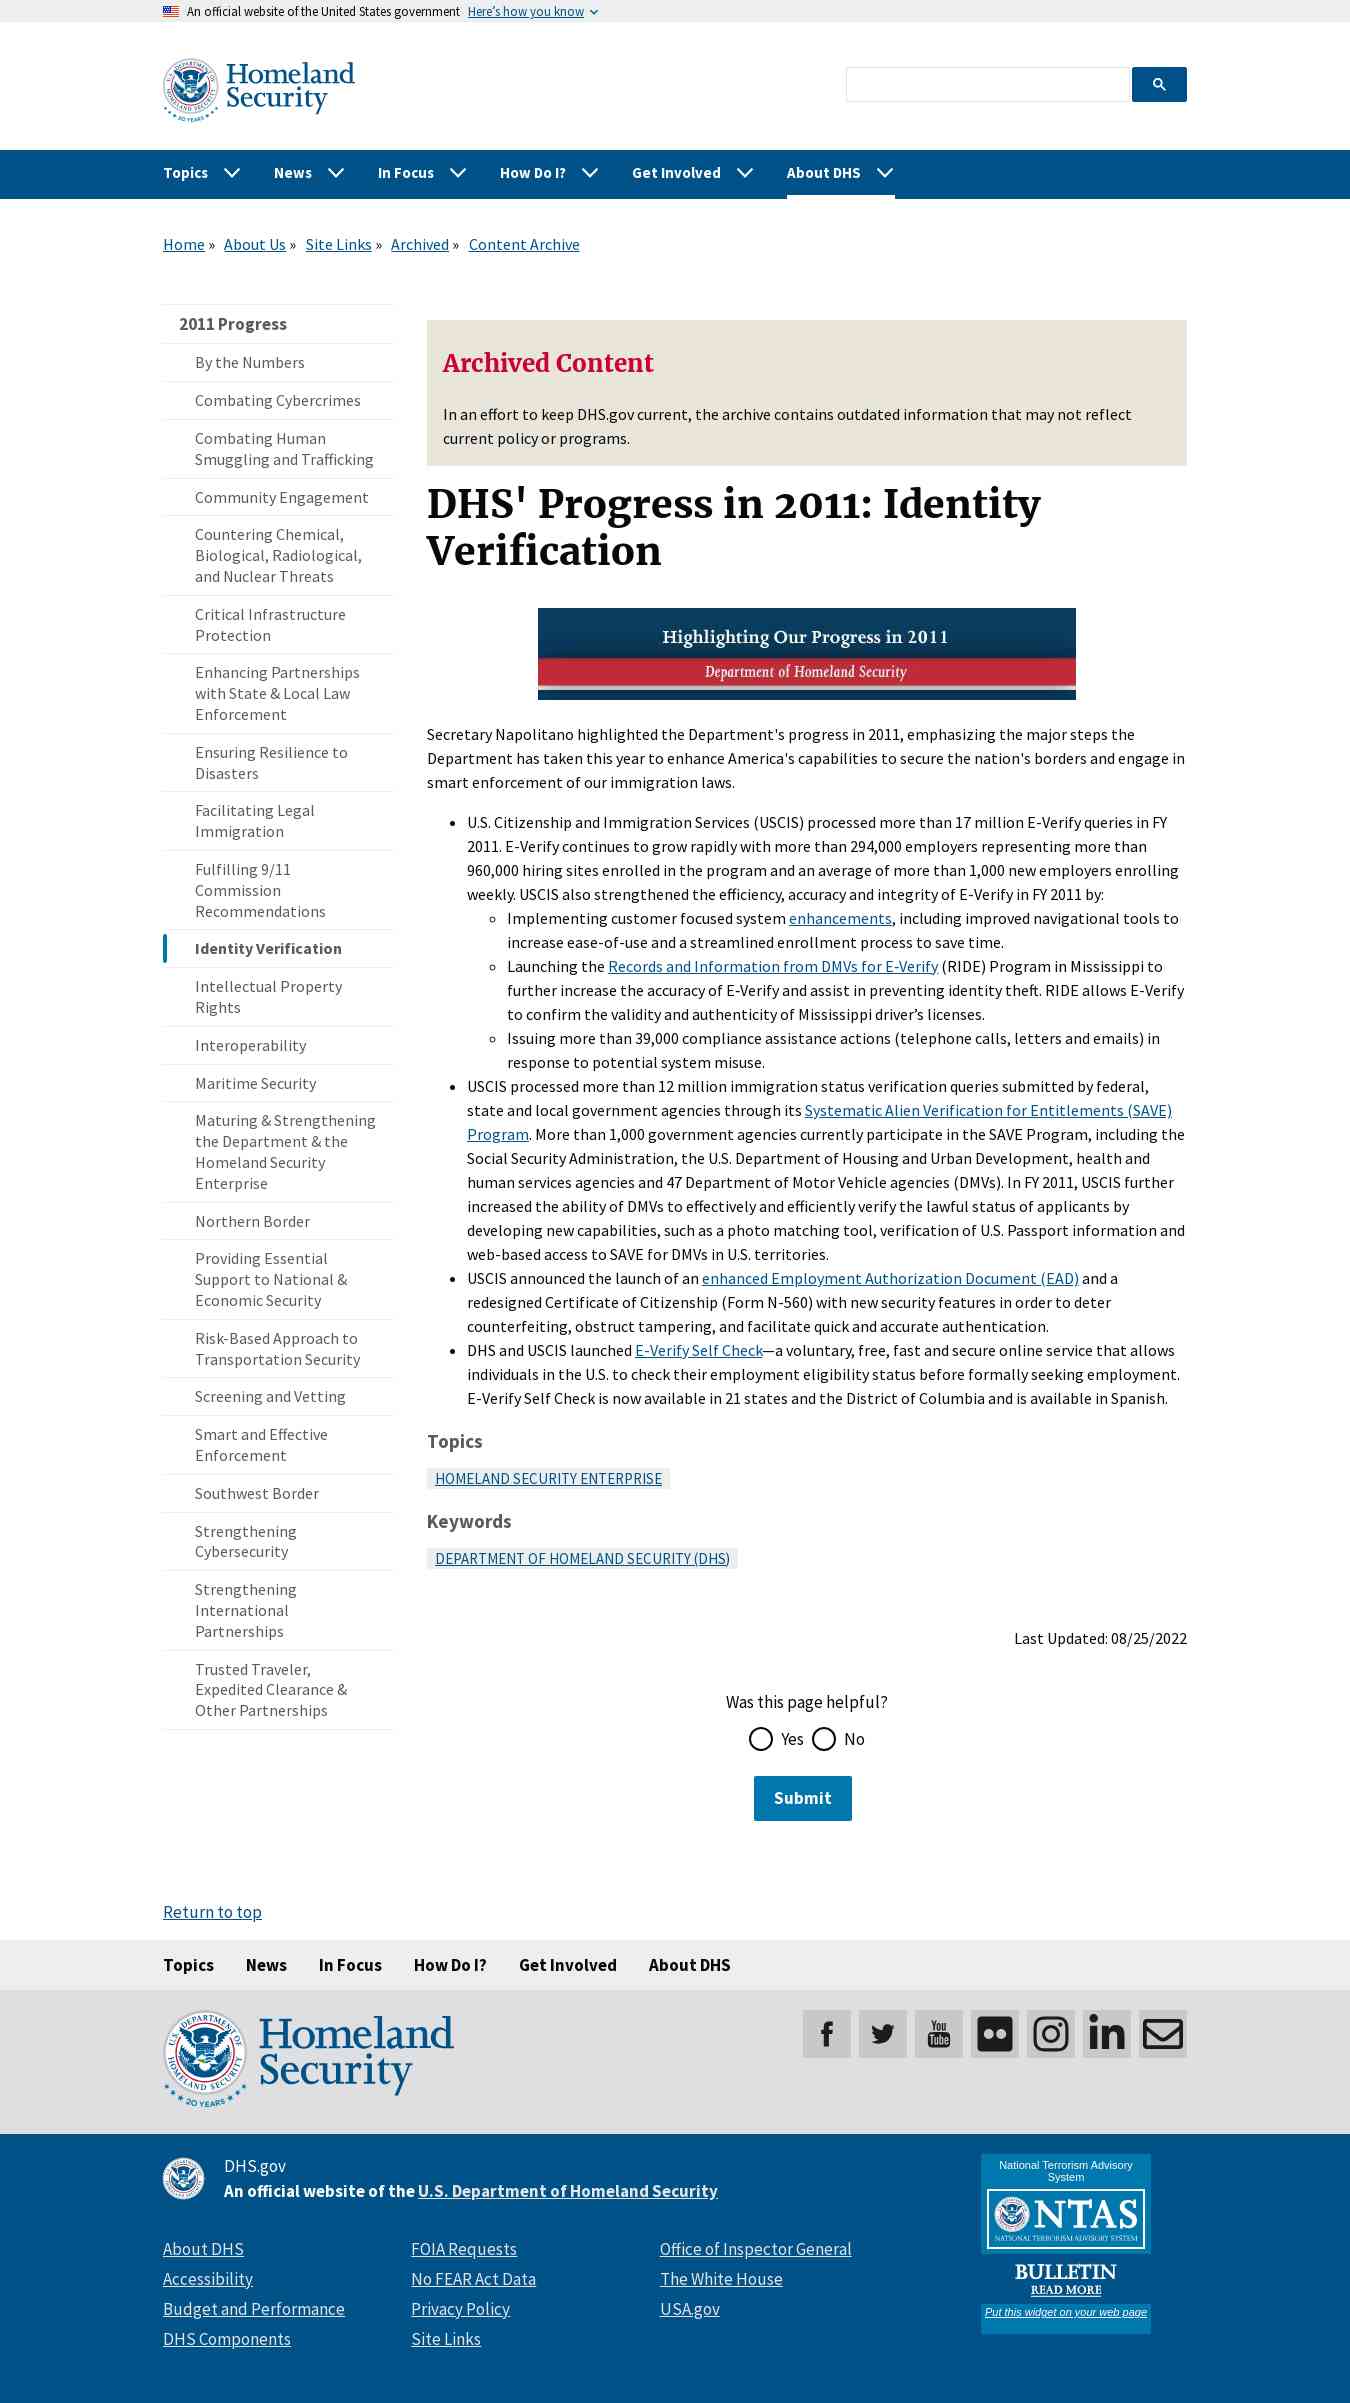 An official website of the United States government Here's how you know
U.S. DEPARTMENT OF HOMELAND SECURITY
20 YEARS
Homeland
Security
Topics News In Focus How Do I? Get Involved About DHS
Home » About Us » Site Links » Archived » Content Archive
2011 Progress
By the Numbers
Combating Cybercrimes
Combating Human
Smuggling and Trafficking
Community Engagement
Countering Chemical,
Biological, Radiological,
and Nuclear Threats
Critical Infrastructure
Protection
Enhancing Partnerships
with State & Local Law
Enforcement
Ensuring Resilience to
Disasters
Facilitating Legal
Immigration
Fulfilling 9/11
Commission
Recommendations
Identity Verification
Intellectual Property
Rights
Interoperability
Maritime Security
Maturing & Strengthening
the Department & the
Homeland Security
Enterprise
Northern Border
Providing Essential
Support to National &
Economic Security
Risk-Based Approach to
Transportation Security
Screening and Vetting
Smart and Effective
Enforcement
Southwest Border
Strengthening
Cybersecurity
Strengthening
International
Partnerships
Trusted Traveler,
Expedited Clearance &
Other Partnerships
Archived Content
In an effort to keep DHS.gov current, the archive contains outdated information that may not reflect
current policy or programs.
DHS' Progress in 2011: Identity
Verification
Highlighting Our Progress in 2011
Department of Homeland Security
Secretary Napolitano highlighted the Department's progress in 2011, emphasizing the major steps the
Department has taken this year to enhance America's capabilities to secure the nation's borders and engage in
smart enforcement of our immigration laws.
• U.S. Citizenship and Immigration Services (USCIS) processed more than 17 million E-Verify queries in FY
2011. E-Verify continues to grow rapidly with more than 294,000 employers representing more than
960,000 hiring sites enrolled in the program and an average of more than 1,000 new employers enrolling
weekly. USCIS also strengthened the efficiency, accuracy and integrity of E-Verify in FY 2011 by:
◦ Implementing customer focused system enhancements, including improved navigational tools to
increase ease-of-use and a streamlined enrollment process to save time.
◦ Launching the Records and Information from DMVs for E-Verify (RIDE) Program in Mississippi to
further increase the accuracy of E-Verify and assist in preventing identity theft. RIDE allows E-Verify
to confirm the validity and authenticity of Mississippi driver’s licenses.
◦ Issuing more than 39,000 compliance assistance actions (telephone calls, letters and emails) in
response to potential system misuse.
• USCIS processed more than 12 million immigration status verification queries submitted by federal,
state and local government agencies through its Systematic Alien Verification for Entitlements (SAVE)
Program. More than 1,000 government agencies currently participate in the SAVE Program, including the
Social Security Administration, the U.S. Department of Housing and Urban Development, health and
human services agencies and 47 Department of Motor Vehicle agencies (DMVs). In FY 2011, USCIS further
increased the ability of DMVs to effectively and efficiently verify the lawful status of applicants by
developing new capabilities, such as a photo matching tool, verification of U.S. Passport information and
web-based access to SAVE for DMVs in U.S. territories.
• USCIS announced the launch of an enhanced Employment Authorization Document (EAD) and a
redesigned Certificate of Citizenship (Form N-560) with new security features in order to deter
counterfeiting, obstruct tampering, and facilitate quick and accurate authentication.
• DHS and USCIS launched E-Verify Self Check—a voluntary, free, fast and secure online service that allows
individuals in the U.S. to check their employment eligibility status before formally seeking employment.
E-Verify Self Check is now available in 21 states and the District of Columbia and is available in Spanish.
Topics
HOMELAND SECURITY ENTERPRISE
Keywords
DEPARTMENT OF HOMELAND SECURITY (DHS)
Last Updated: 08/25/2022
Was this page helpful?
Yes No
Submit
Return to top
Topics News In Focus How Do I? Get Involved About DHS
U.S. DEPARTMENT OF HOMELAND SECURITY
20 YEARS
Homeland
Security
You
Tube
in
DHS.gov
An official website of the U.S. Department of Homeland Security
About DHS
Accessibility
Budget and Performance
DHS Components
FOIA Requests
No FEAR Act Data
Privacy Policy
Site Links
Office of Inspector General
The White House
USA.gov
National Terrorism Advisory
System
NTAS
NATIONAL TERRORISM ADVISORY SYSTEM
BULLETIN
READ MORE
Put this widget on your web page